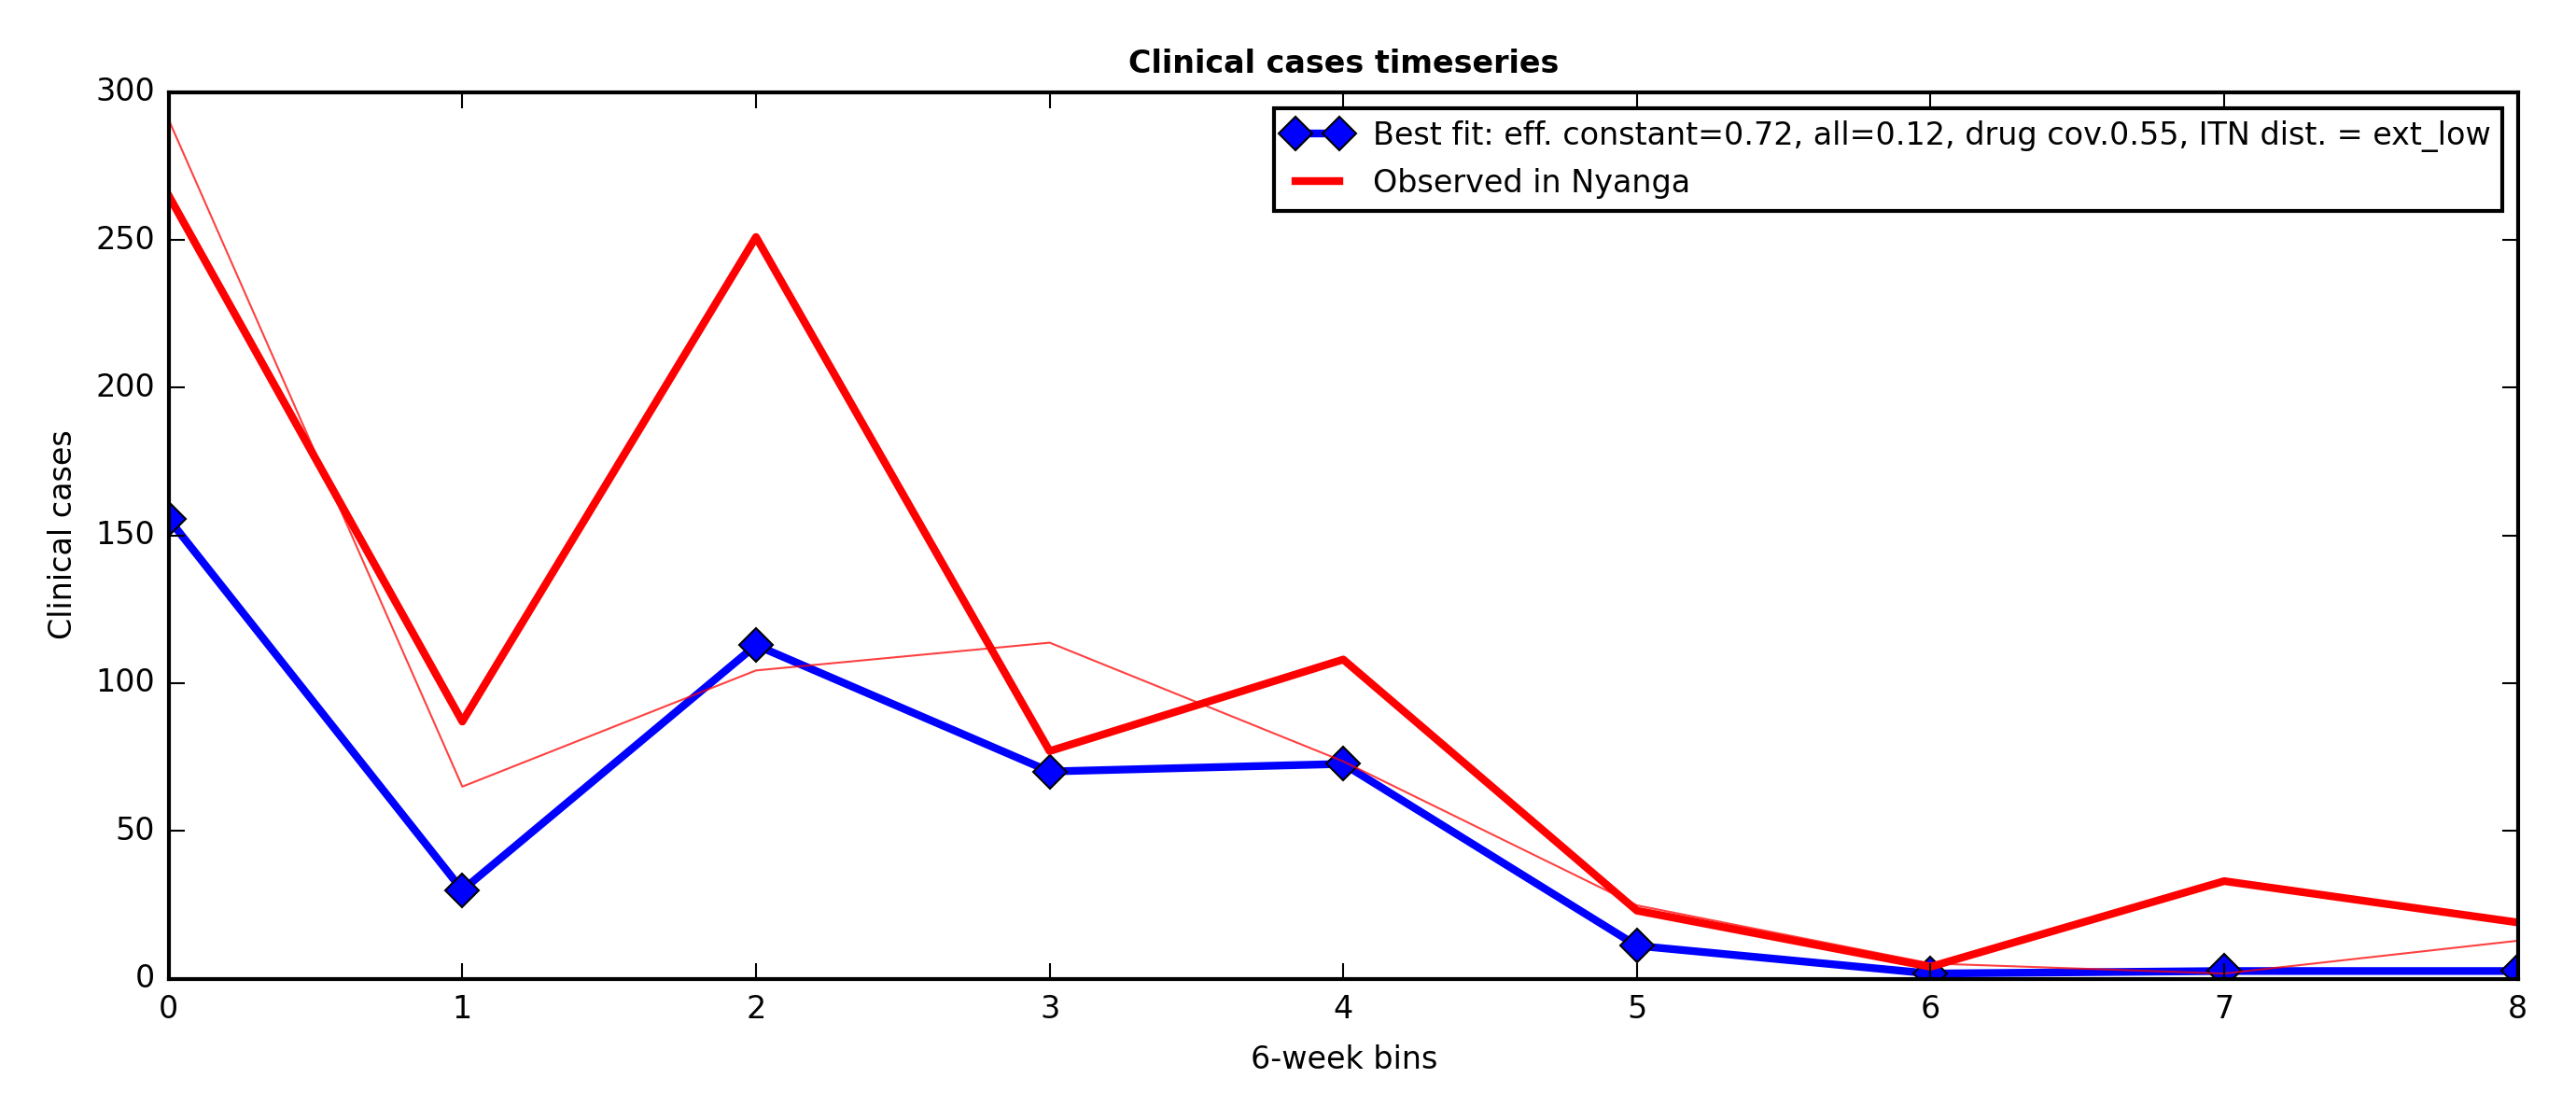 Clinical cases timeseries
300
250
200
150
100
50
0
Clinical cases
Best fit: eff. constant=0.72, all=0.12, drug cov.0.55, ITN dist. = ext_low
Observed in Nyanga
0 1 2 3 4 5 6 7 8
6-week bins